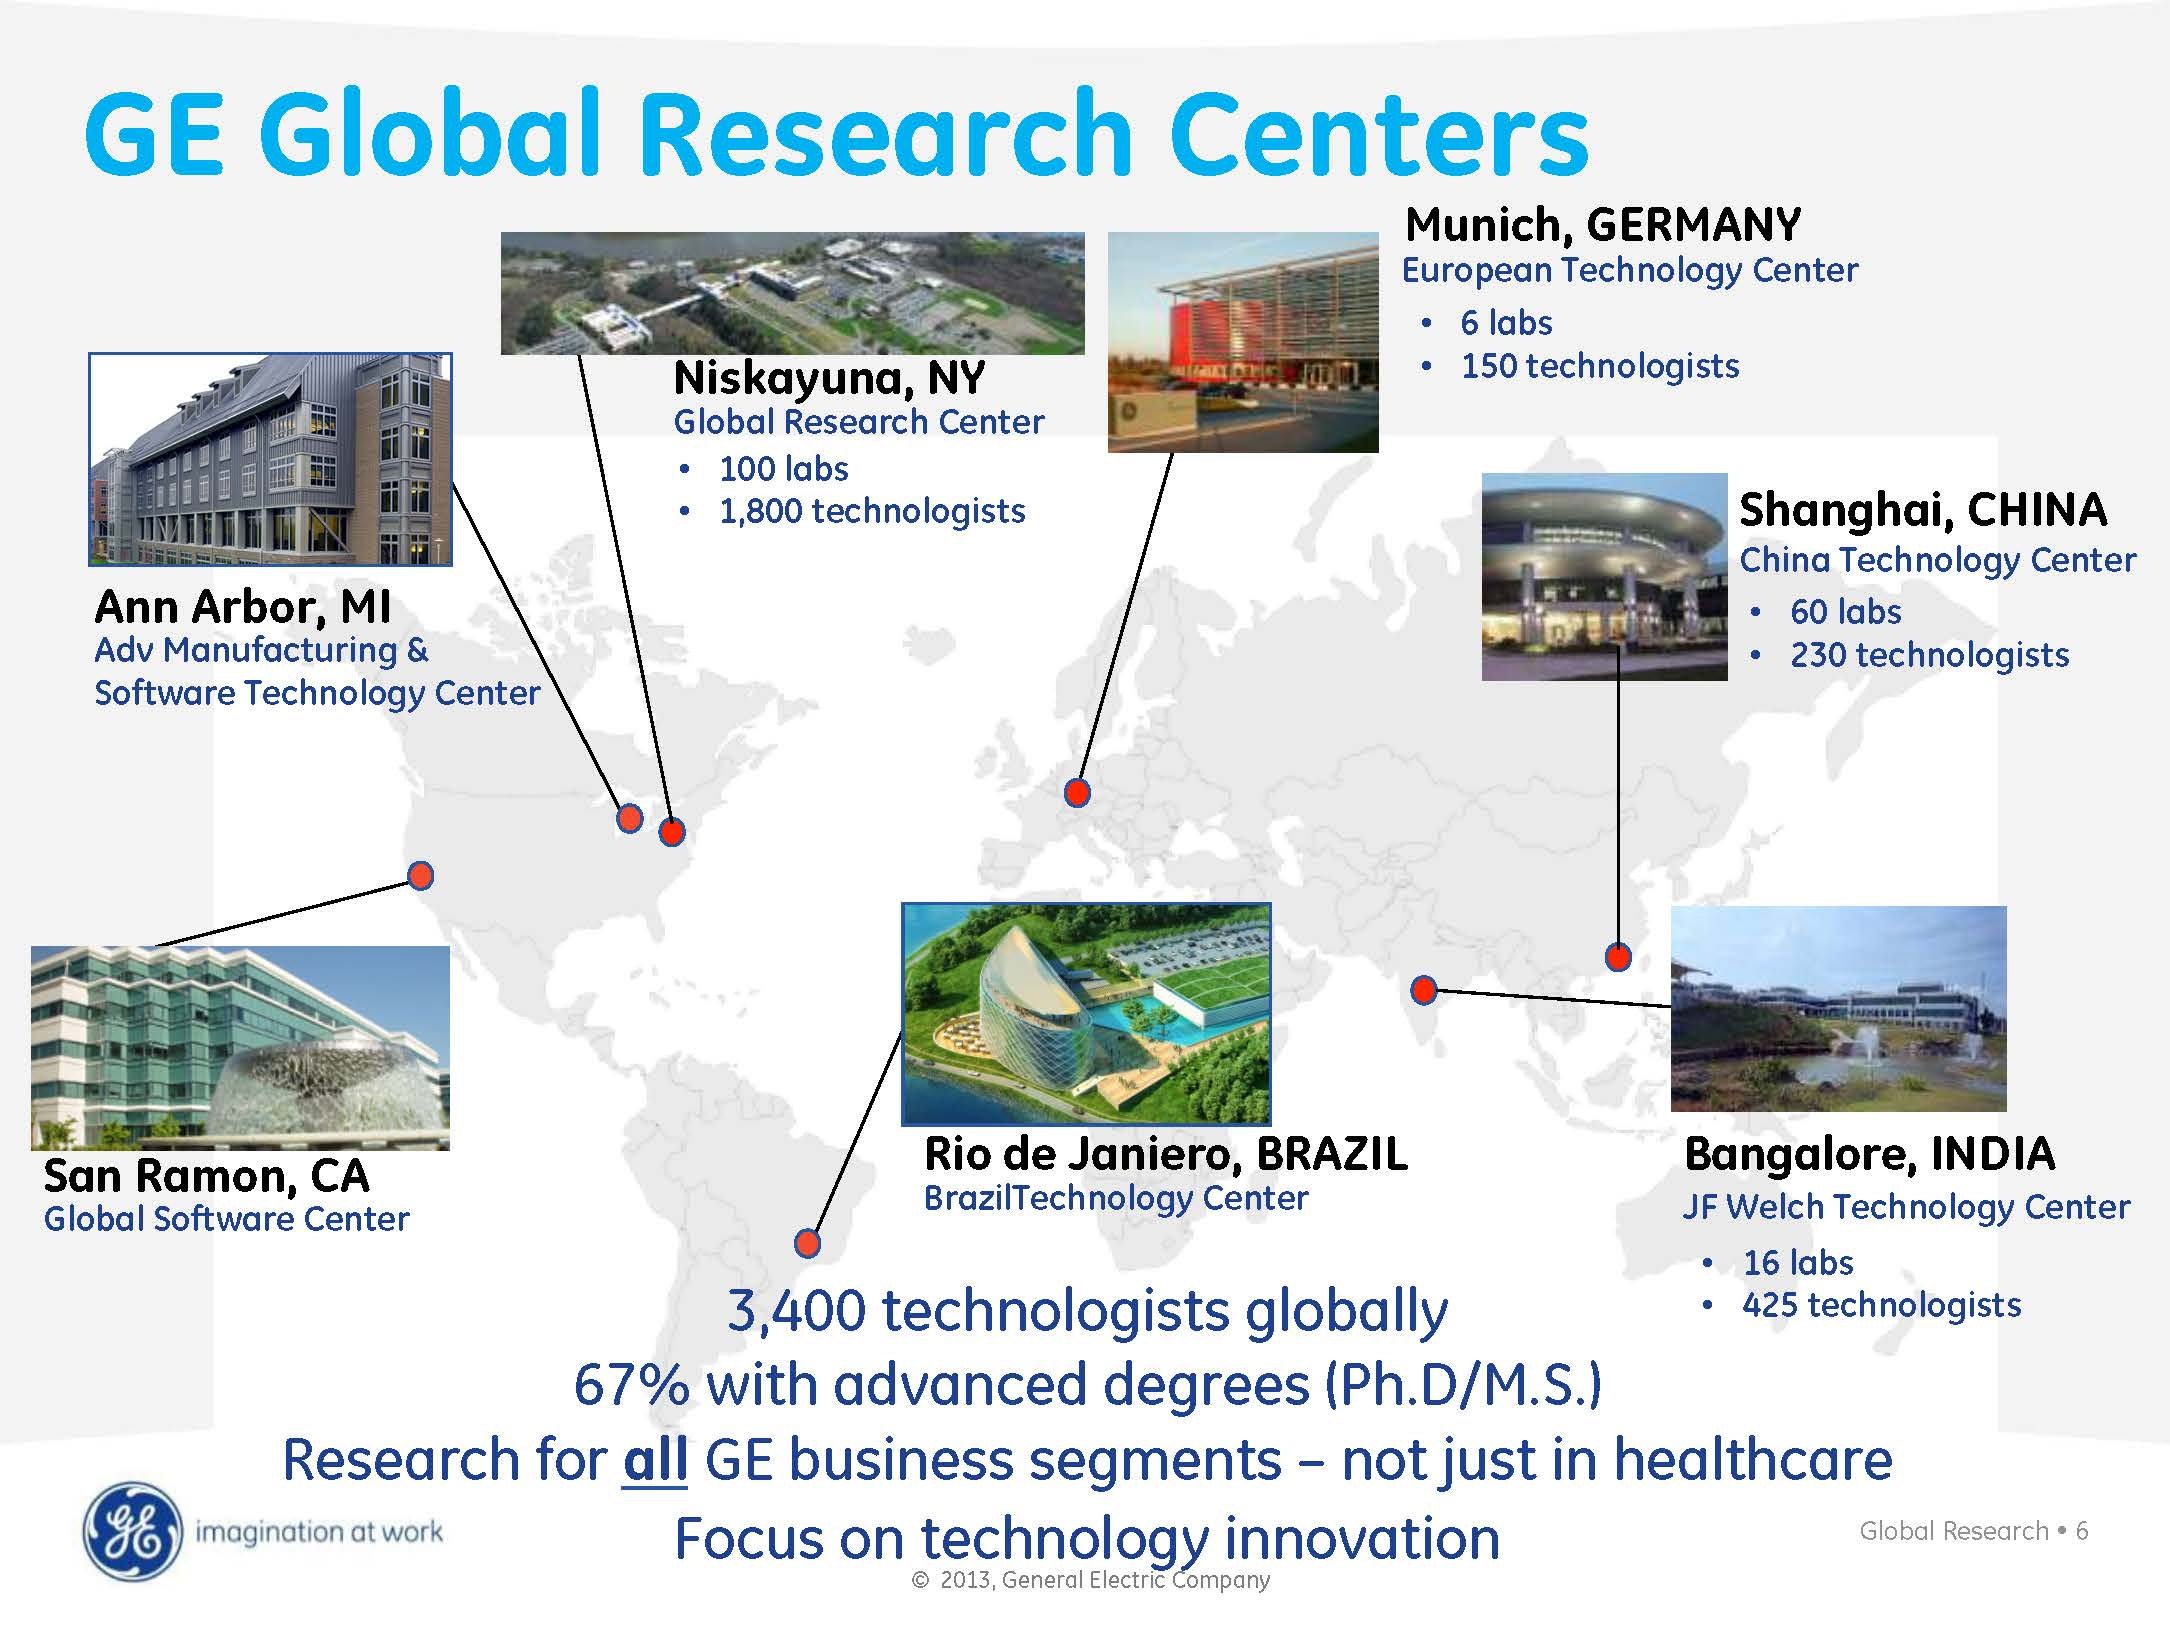 GE Global Research Centers
Munich, GERMANY
European Technology Center
• 6 labs
• 150 technologists
Niskayuna, NY
Global Research Center
• 100 labs
• 1,800 technologists
Shanghai, CHINA
China Technology Center
• 60 labs
• 230 technologists
Ann Arbor, MI
Adv Manufacturing &
Software Technology Center
San Ramon, CA
Global Software Center
Rio de Janiero, BRAZIL
BrazilTechnology Center
Bangalore, INDIA
JF Welch Technology Center
• 16 labs
• 425 technologists
3,400 technologists globally
67% with advanced degrees (Ph.D/M.S.)
Research for all GE business segments – not just in healthcare
Focus on technology innovation
GE imagination at work
Global Research • 6
© 2013, General Electric Company